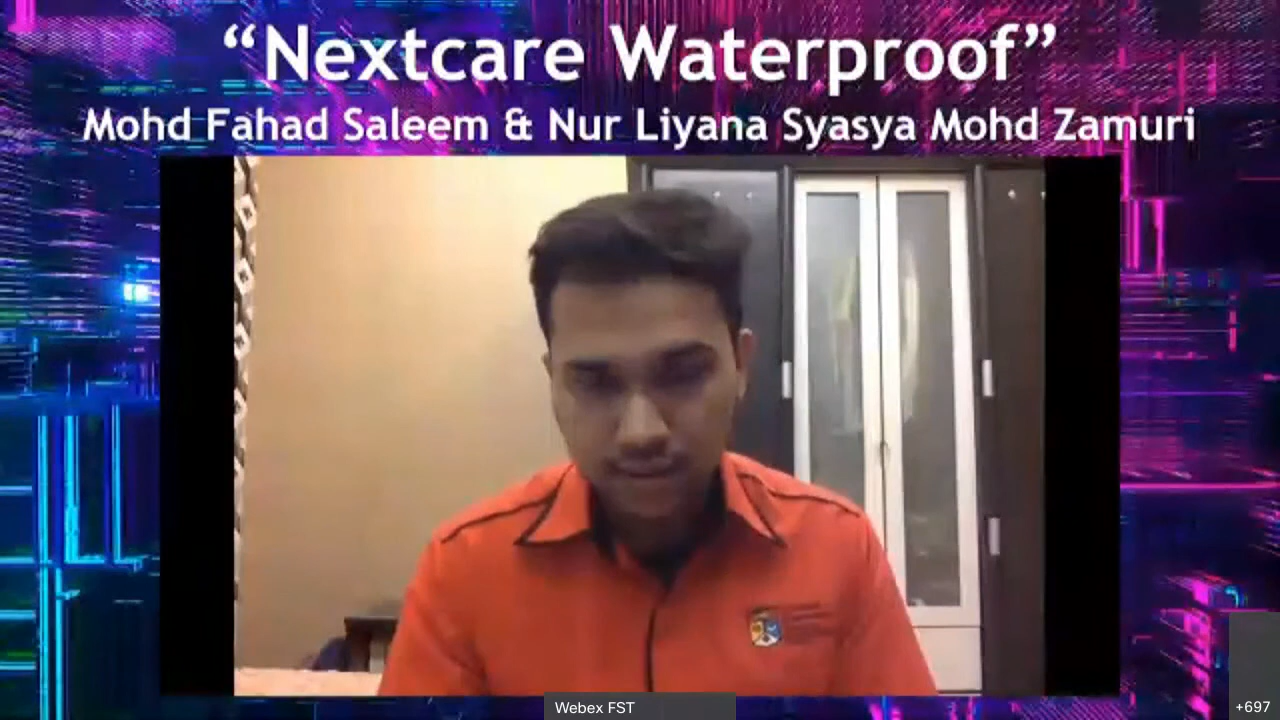 “Nextcare Waterproof”
Mohd Fahad Saleem & Nur Liyana Syasya Mohd Zamuri
Webex FST
+697